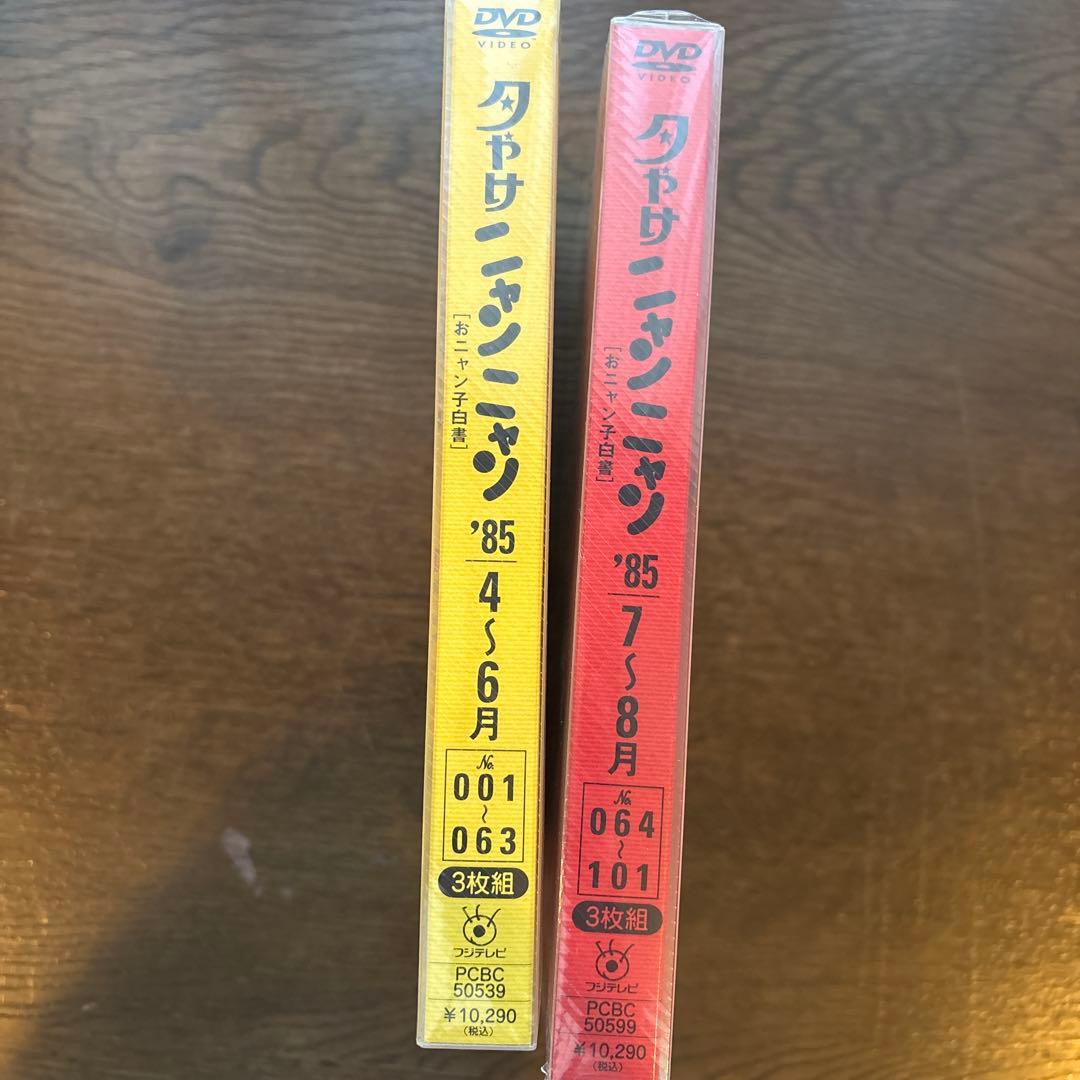 DVD
VIDEO
夕やけニャンニャン
[おニャン子白書]
'85
4〜6月
No.
001
〜
063
3枚組
フジテレビ
PCBC
50539
¥10,290
(税込)
DVD
VIDEO
夕やけニャンニャン
[おニャン子白書]
'85
7〜8月
No.
064
〜
101
3枚組
フジテレビ
PCBC
50599
¥10,290
(税込)